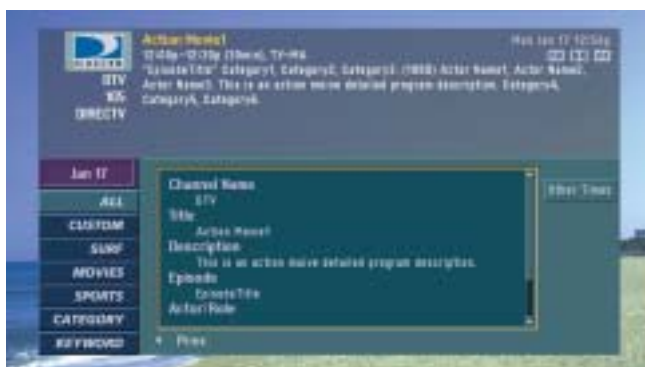 Action Movie1
12:00p-12:30p (30min), TV-MA
"EpisodeTitle" Category1, Category2, Category3. (1998) Actor Name1, Actor Name2,
Actor Name3. This is an action moive detailed program description. Category4,
Category5, Category6.
Mon Jan 17 12:50p
DTV
105
DIRECTV
Jan 17
ALL
CUSTOM
SURF
MOVIES
SPORTS
CATEGORY
KEYWORD
Channel Name
DTV
Title
Action Movie1
Description
This is an action moive detailed program description.
Episode
EpisodeTitle
Actor/Role
Other Times
Prev